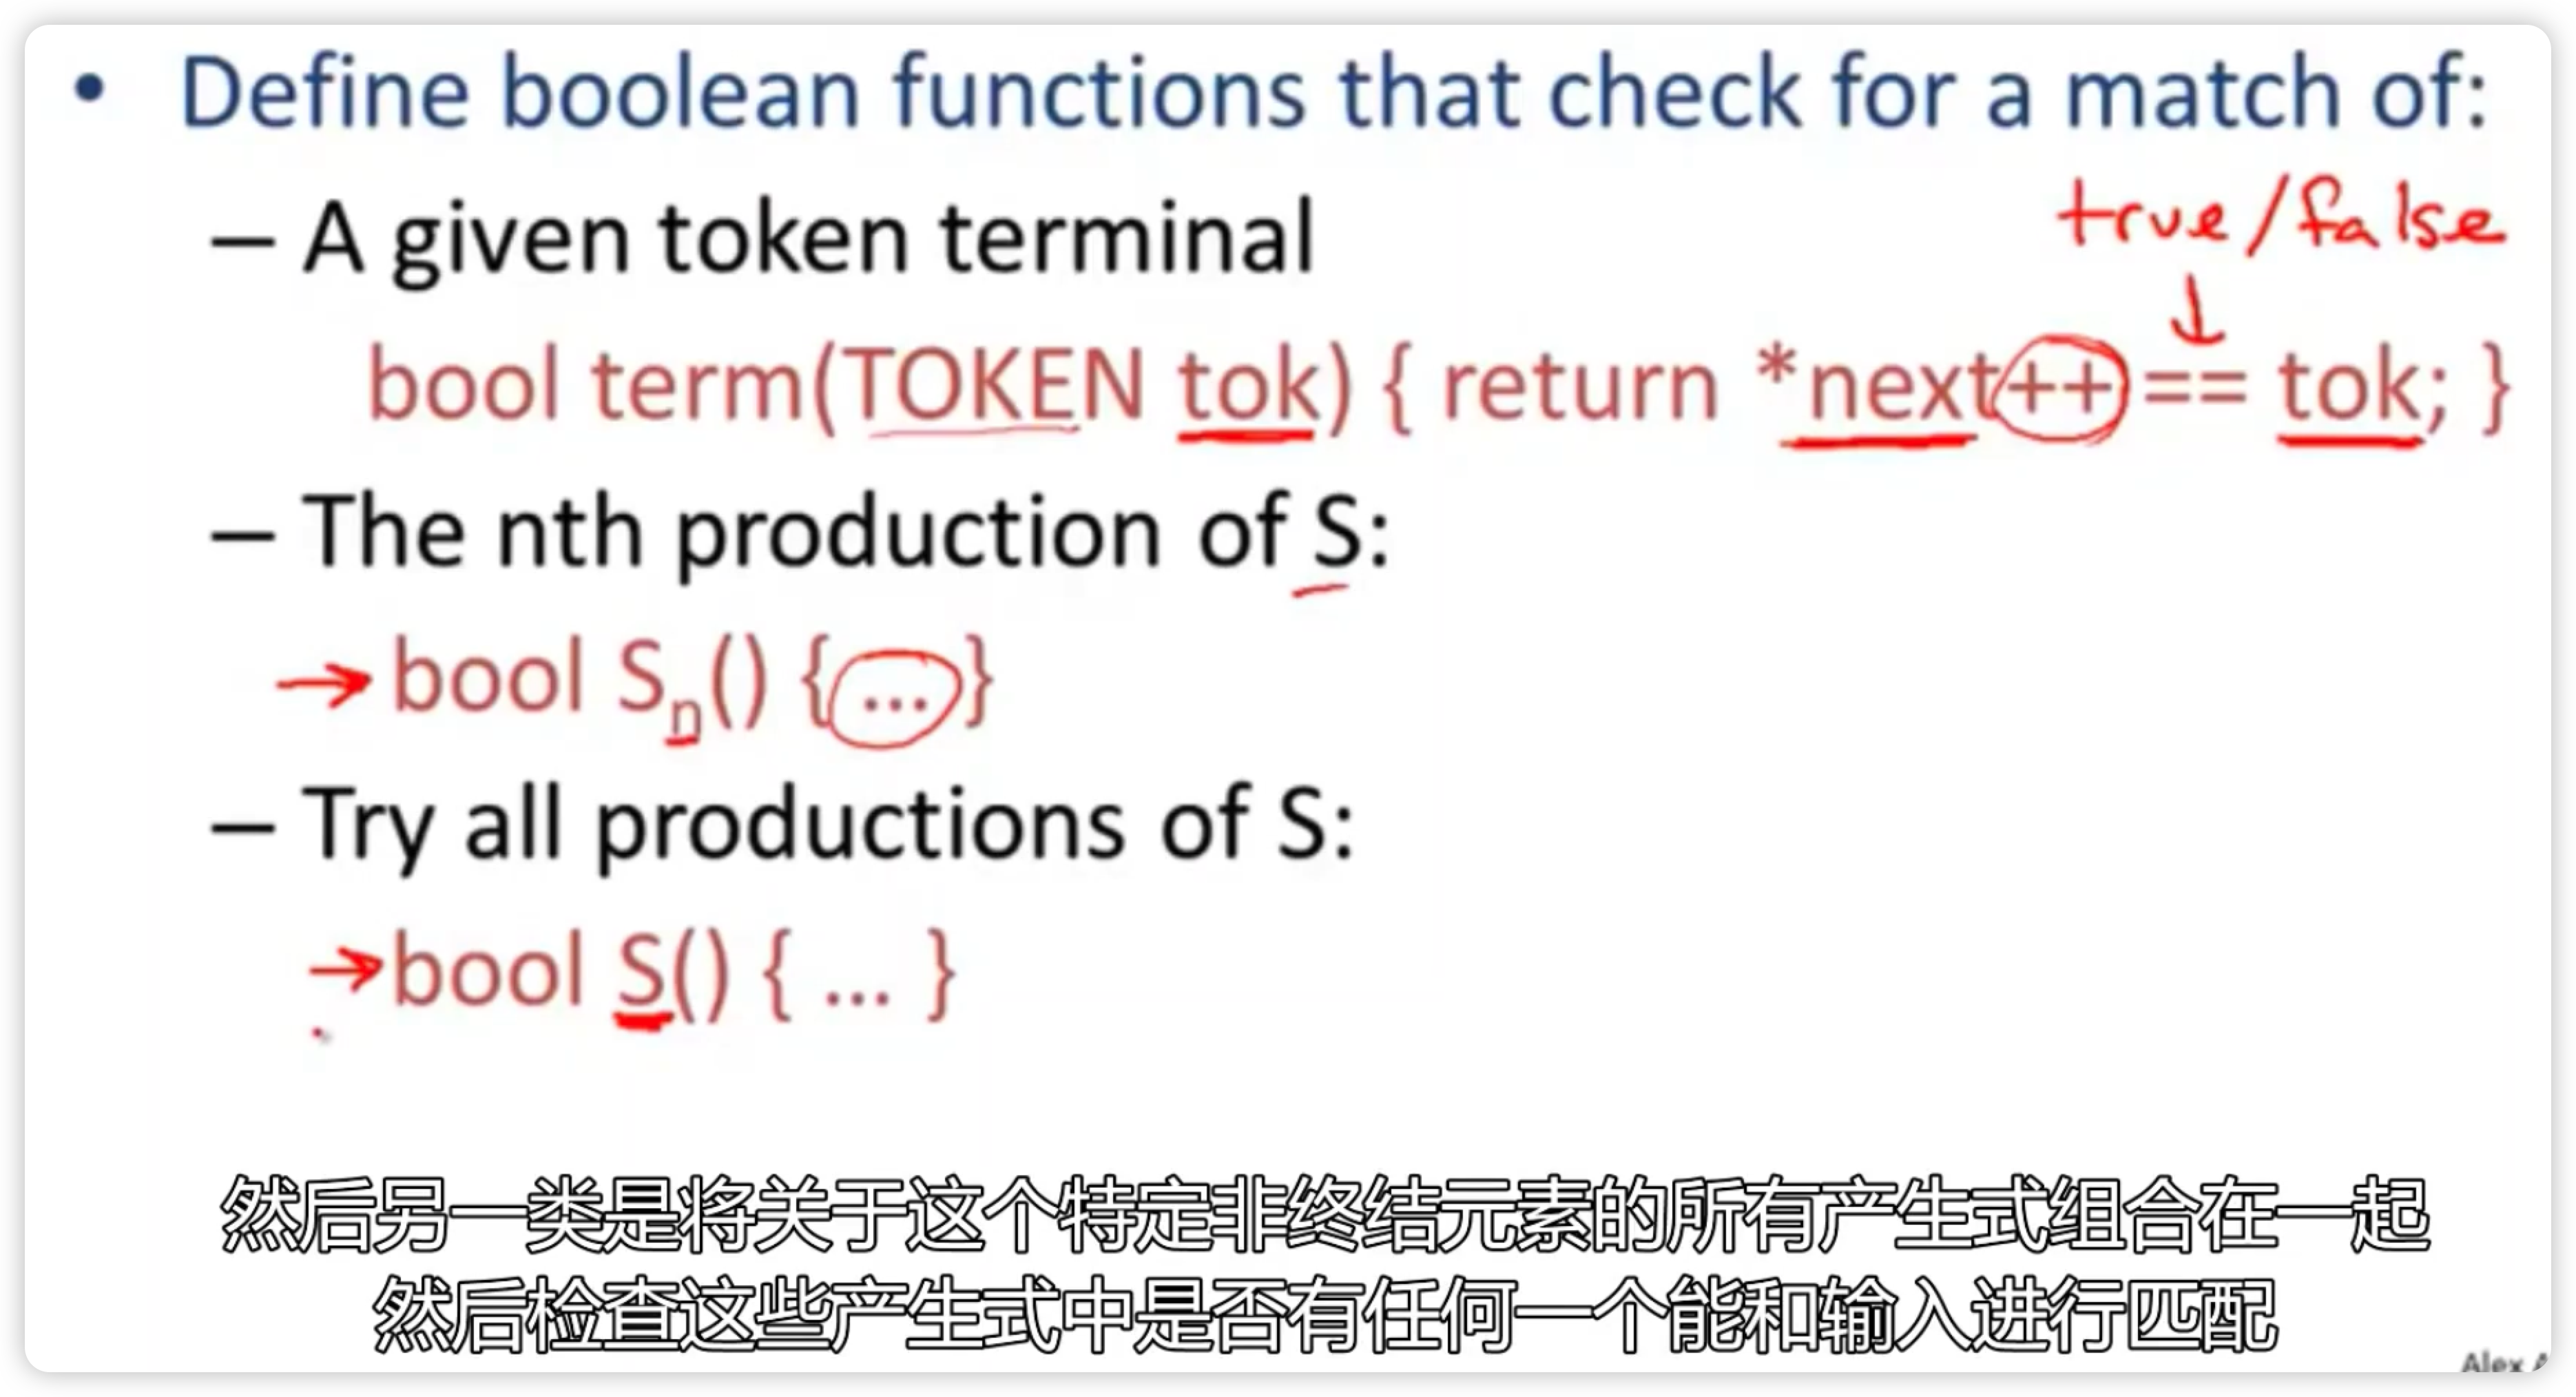 • Define boolean functions that check for a match of:
– A given token terminal
true/false
bool term(TOKEN tok) { return *next++ == tok; }
– The nth production of S:
→ bool Sn() { ... }
– Try all productions of S:
→ bool S() { ... }
然后另一类是将关于这个特定非终结元素的所有产生式组合在一起
然后检查这些产生式中是否有任何一个能和输入进行匹配
Alex